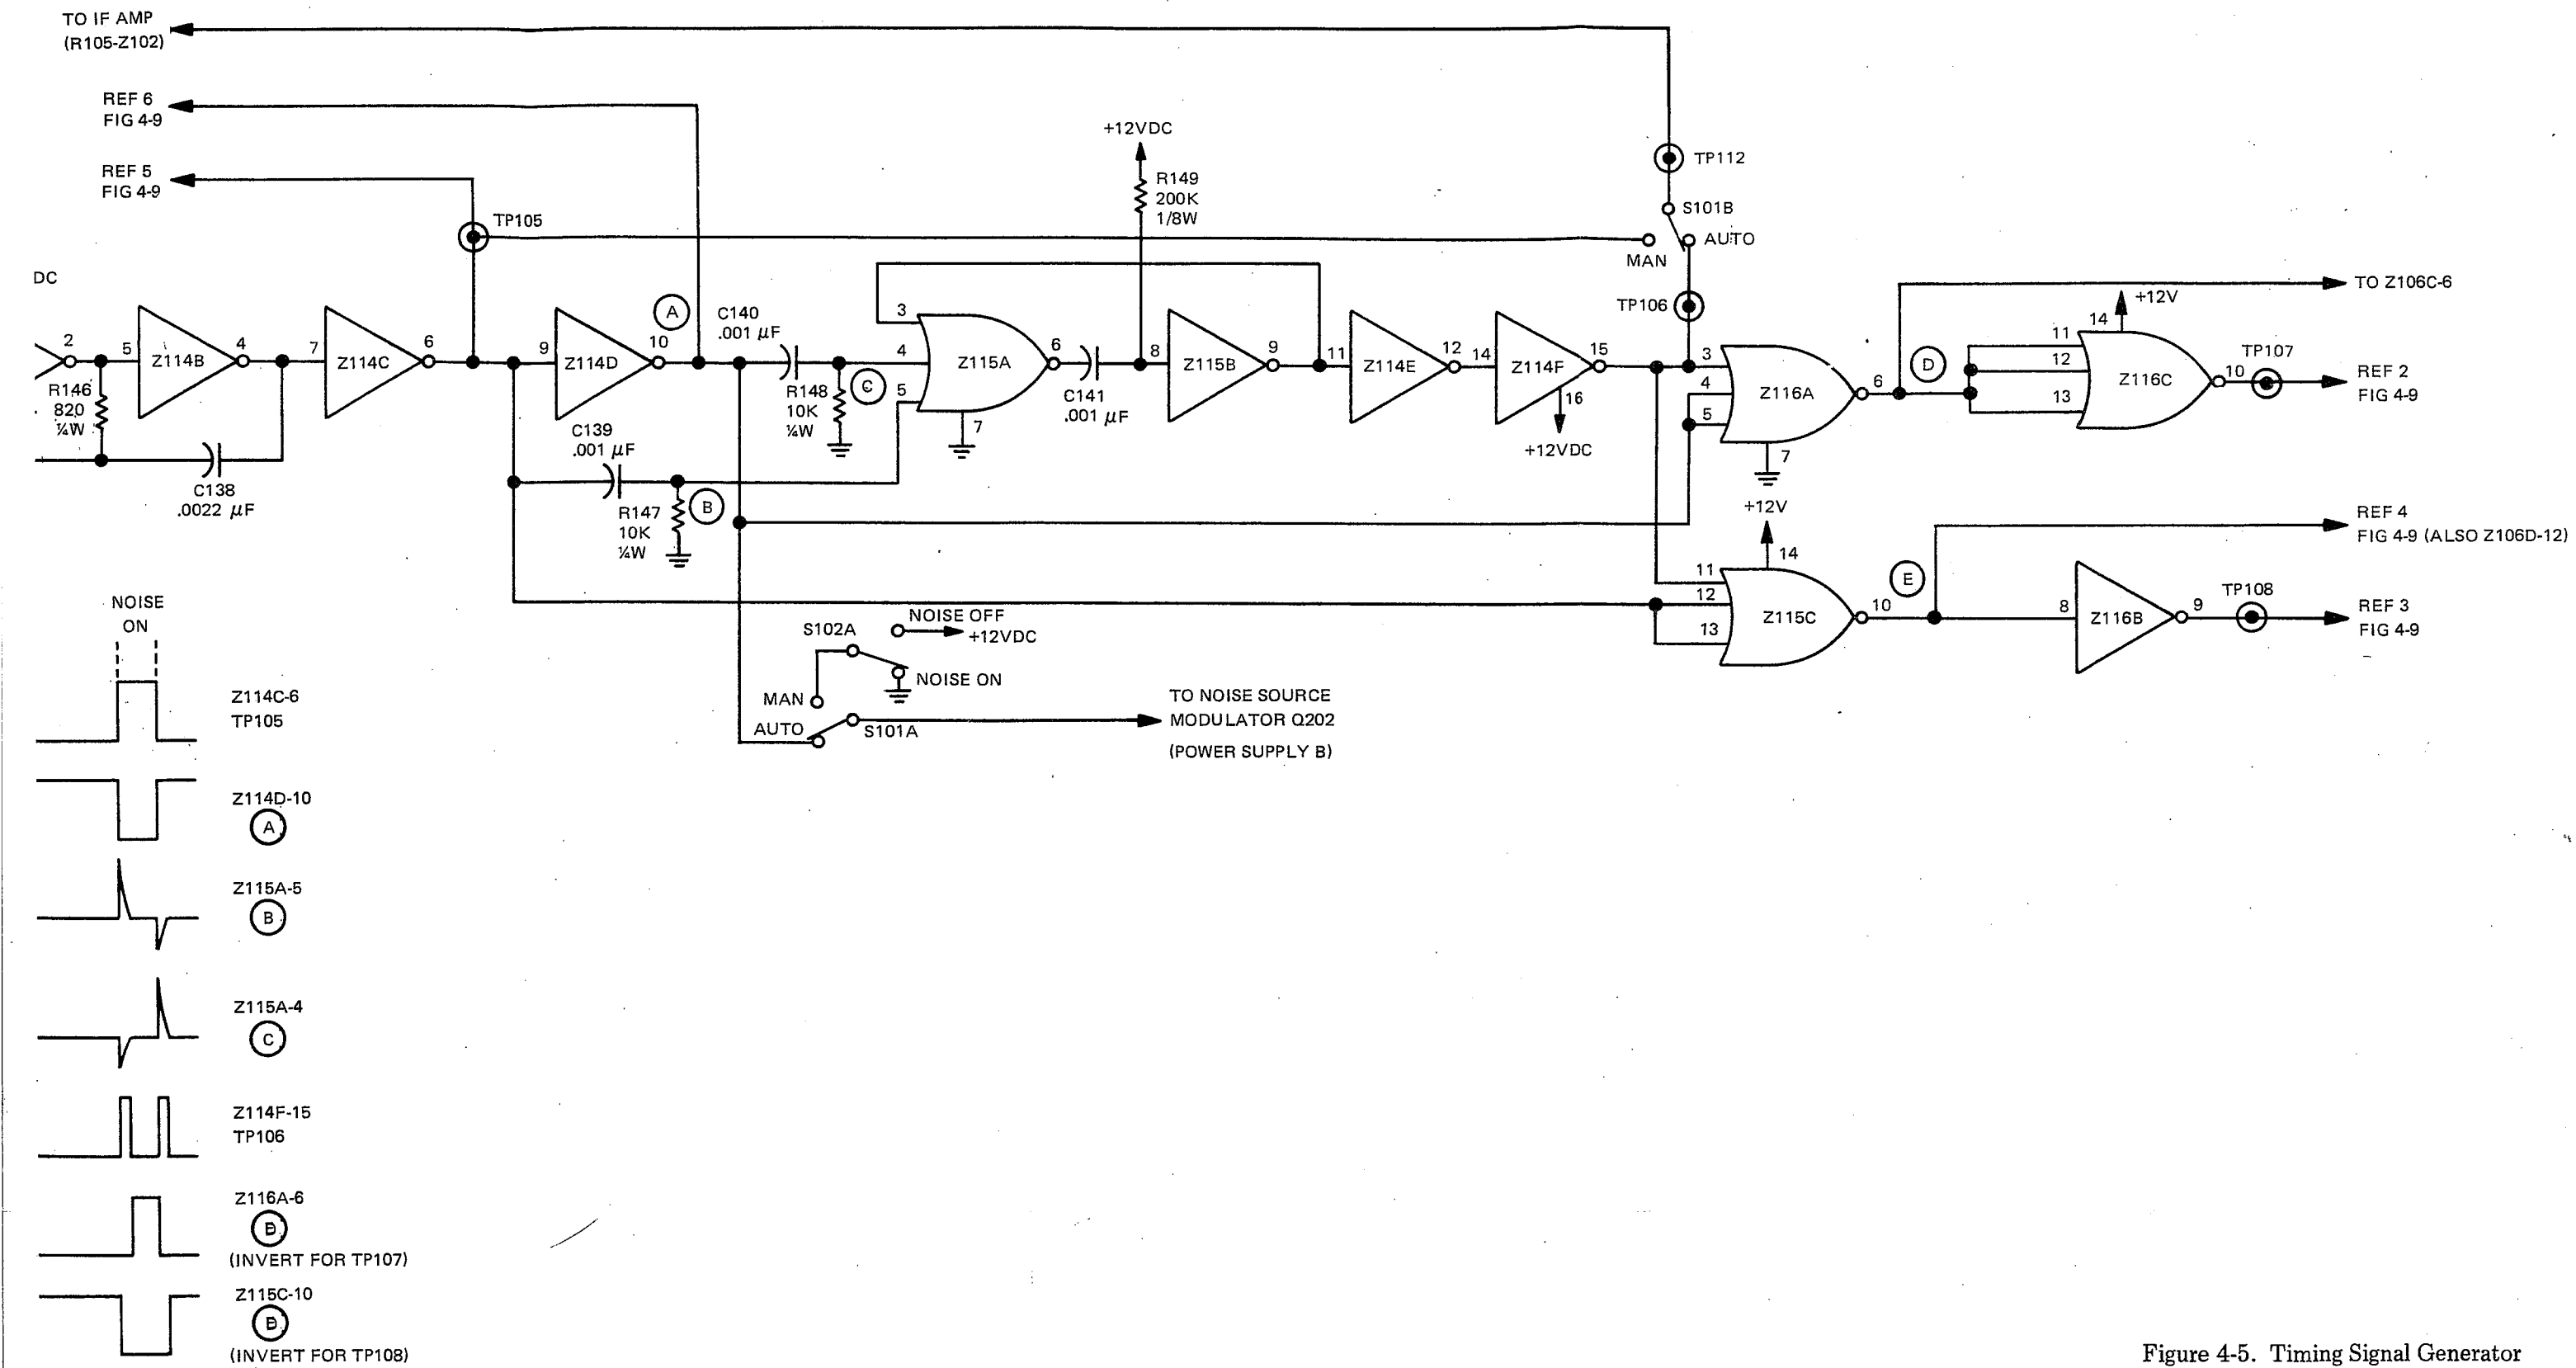 TO IF AMP
(R105-Z102)
REF 6
FIG 4-9
REF 5
FIG 4-9
TP105
+12VDC
R149
200K
1/8W
TP112
S101B
AUTO
MAN
TP106
DC
2
R146
820
¼W
5
Z114B
4
C138
.0022 µF
7
Z114C
6
9
Z114D
10
A
C140
.001 µF
R148
10K
¼W
C
C139
.001 µF
R147
10K
¼W
B
3
4
5
Z115A
6
7
C141
.001 µF
8
Z115B
9
11
Z114E
12
14
Z114F
15
16
+12VDC
3
4
5
Z116A
6
7
D
TO Z106C-6
+12V
14
11
12
13
Z116C
10
TP107
REF 2
FIG 4-9
+12V
14
11
12
13
Z115C
10
E
REF 4
FIG 4-9 (ALSO Z106D-12)
8
Z116B
9
TP108
REF 3
FIG 4-9
NOISE OFF
+12VDC
S102A
NOISE ON
MAN
AUTO
S101A
TO NOISE SOURCE
MODULATOR Q202
(POWER SUPPLY B)
NOISE
ON
Z114C-6
TP105
Z114D-10
A
Z115A-5
B
Z115A-4
C
Z114F-15
TP106
Z116A-6
(INVERT FOR TP107)
Z115C-10
(INVERT FOR TP108)
Figure 4-5. Timing Signal Generator